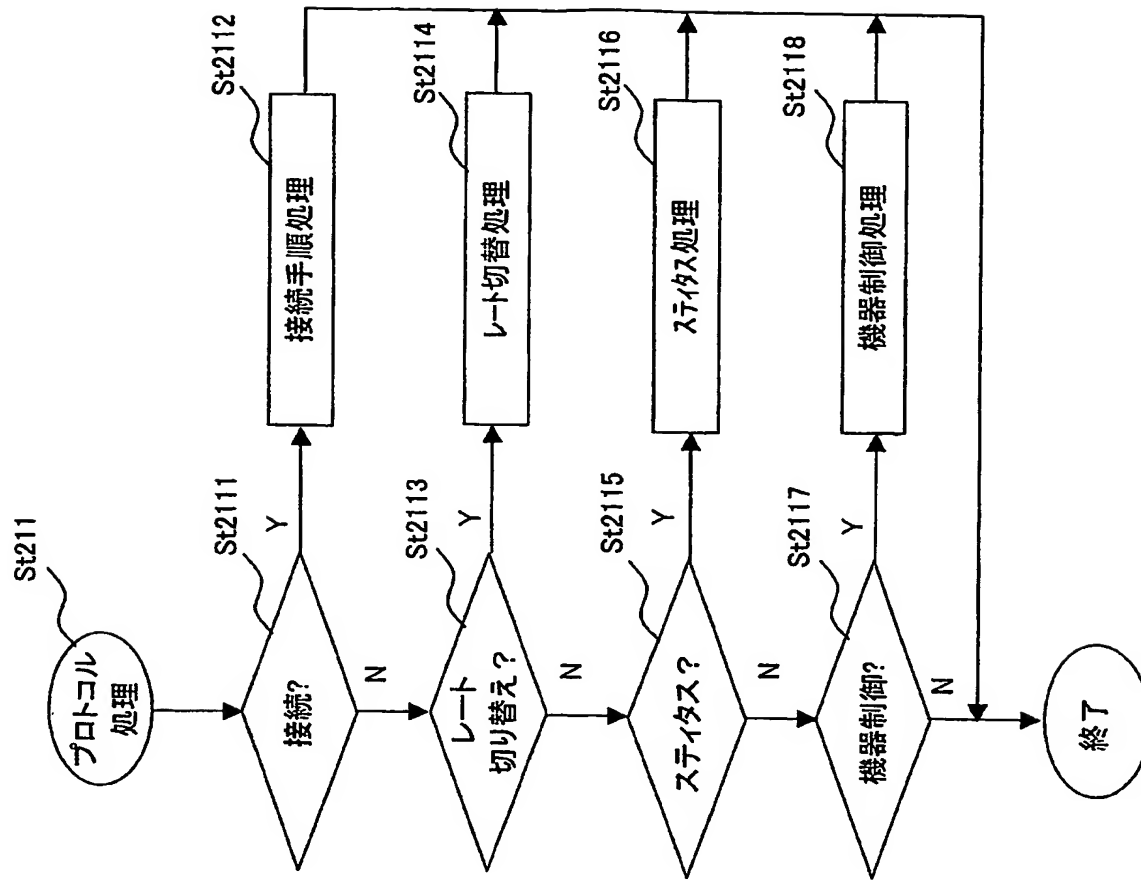 プロトコル
処理
St211
接続?
St2111
Y
N
接続手順処理
St2112
レート
切り替え?
St2113
Y
N
レート切替処理
St2114
スティタス?
St2115
Y
N
スティタス処理
St2116
機器制御?
St2117
Y
N
機器制御処理
St2118
終了